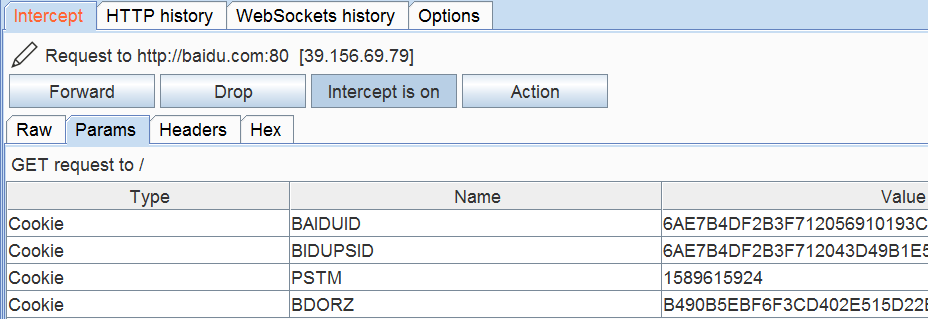 Intercept HTTP history WebSockets history Options
Request to http://baidu.com:80 [39.156.69.79]
Forward Drop Intercept is on Action
Raw Params Headers Hex
GET request to /
Type Name Value
Cookie BAIDUID 6AE7B4DF2B3F712056910193C
Cookie BIDUPSID 6AE7B4DF2B3F712043D49B1E5
Cookie PSTM 1589615924
Cookie BDORZ B490B5EBF6F3CD402E515D22E